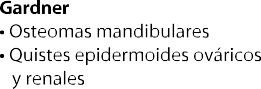 Gardner
• Osteomas mandibulares
• Quistes epidermoides ováricos
y renales